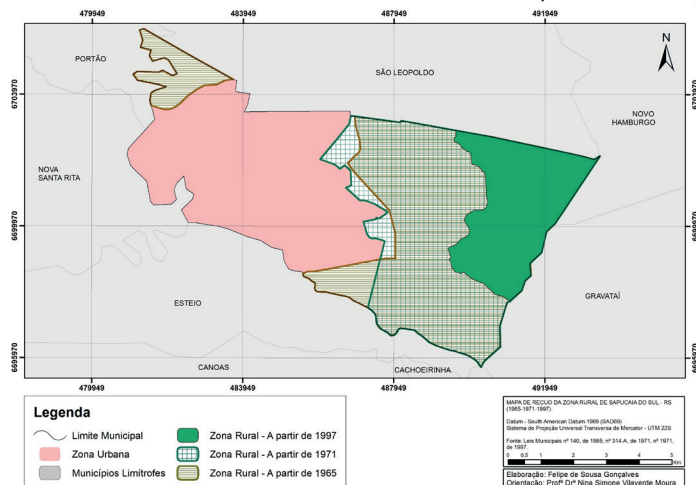 479949 483949 487949 491949
N
PORTÃO
SÃO LEOPOLDO
6703970
6703970
NOVO
HAMBURGO
NOVA
SANTA RITA
6699970
6699970
ESTEIO
GRAVATAÍ
6695970
6695970
CANOAS
CACHOEIRINHA
479949 483949 487949 491949
Legenda
Limite Municipal
Zona Urbana
Municípios Limítrofes
Zona Rural - A partir de 1997
Zona Rural - A partir de 1971
Zona Rural - A partir de 1965
MAPA DE RECUO DA ZONA RURAL DE SAPUCAIA DO SUL - RS
(1965-1971-1997)
Datum - South American Datum 1969 (SAD69)
Sistema de Projeção Universal Transversa de Mercator - UTM 22S
Fonte: Leis Municipais nº 140, de 1965; nº 314-A, de 1971, nº 1971,
de 1997.
0 0,5 1 2 3 4 5
Km
Elaboração: Felipe de Sousa Gonçalves
Orientação: Profª Drª Nina Simone Vilaverde Moura